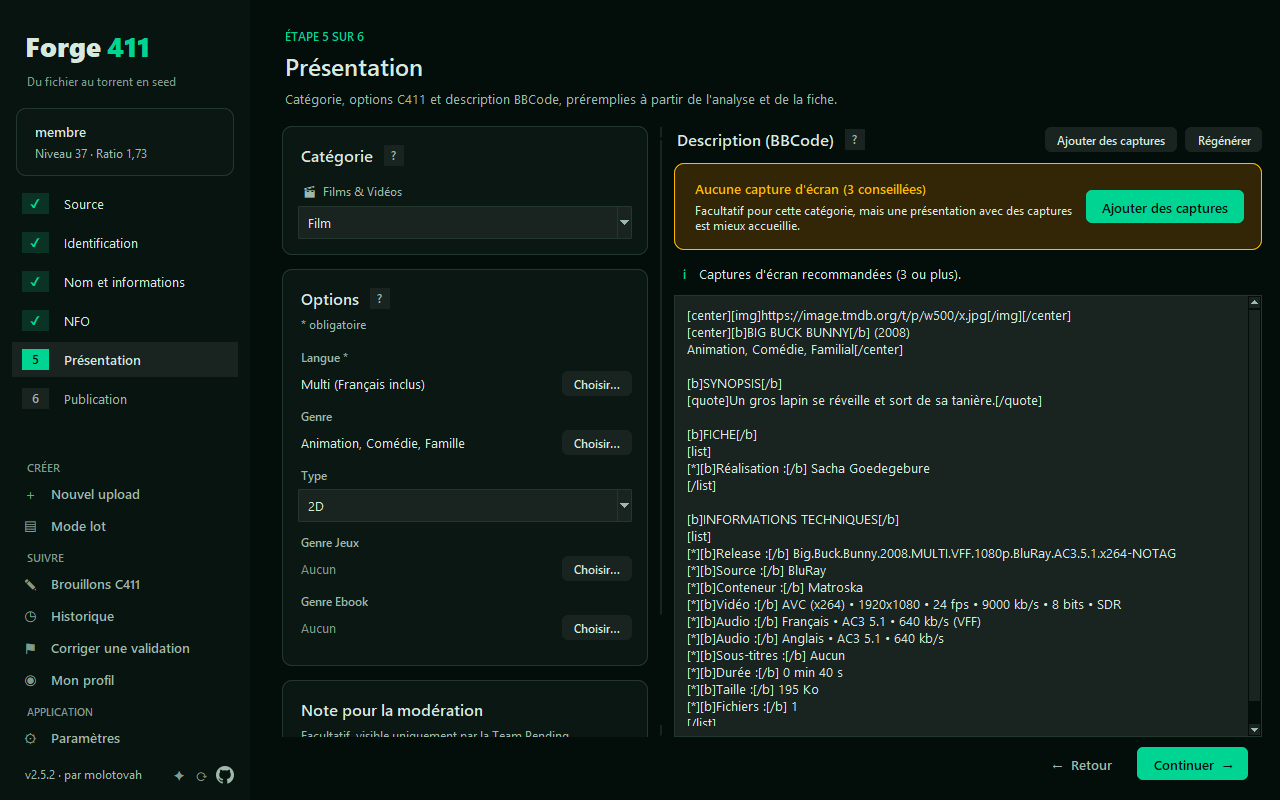 Forge 411
Du fichier au torrent en seed
membre
Niveau 37 · Ratio 1,73
✓ Source
✓ Identification
✓ Nom et informations
✓ NFO
5 Présentation
6 Publication
CRÉER
+ Nouvel upload
Mode lot
SUIVRE
Brouillons C411
Historique
Corriger une validation
Mon profil
APPLICATION
Paramètres
v2.5.2 · par molotovah
ÉTAPE 5 SUR 6
Présentation
Catégorie, options C411 et description BBCode, préremplies à partir de l'analyse et de la fiche.
Catégorie ?
Films & Vidéos
Film
Options ?
* obligatoire
Langue *
Multi (Français inclus) Choisir...
Genre
Animation, Comédie, Famille Choisir...
Type
2D
Genre Jeux
Aucun Choisir...
Genre Ebook
Aucun Choisir...
Note pour la modération
Facultatif, visible uniquement par la Team Pending
Description (BBCode) ? Ajouter des captures Régénérer
Aucune capture d'écran (3 conseillées)
Facultatif pour cette catégorie, mais une présentation avec des captures
est mieux accueillie.
Ajouter des captures
i Captures d'écran recommandées (3 ou plus).
[center][img]https://image.tmdb.org/t/p/w500/x.jpg[/img][/center]
[center][b]BIG BUCK BUNNY[/b] (2008)
Animation, Comédie, Familial[/center]
[b]SYNOPSIS[/b]
[quote]Un gros lapin se réveille et sort de sa tanière.[/quote]
[b]FICHE[/b]
[list]
[*][b]Réalisation :[/b] Sacha Goedegebure
[/list]
[b]INFORMATIONS TECHNIQUES[/b]
[list]
[*][b]Release :[/b] Big.Buck.Bunny.2008.MULTI.VFF.1080p.BluRay.AC3.5.1.x264-NOTAG
[*][b]Source :[/b] BluRay
[*][b]Conteneur :[/b] Matroska
[*][b]Vidéo :[/b] AVC (x264) • 1920x1080 • 24 fps • 9000 kb/s • 8 bits • SDR
[*][b]Audio :[/b] Français • AC3 5.1 • 640 kb/s (VFF)
[*][b]Audio :[/b] Anglais • AC3 5.1 • 640 kb/s
[*][b]Sous-titres :[/b] Aucun
[*][b]Durée :[/b] 0 min 40 s
[*][b]Taille :[/b] 195 Ko
[*][b]Fichiers :[/b] 1
[/list]
← Retour
Continuer →